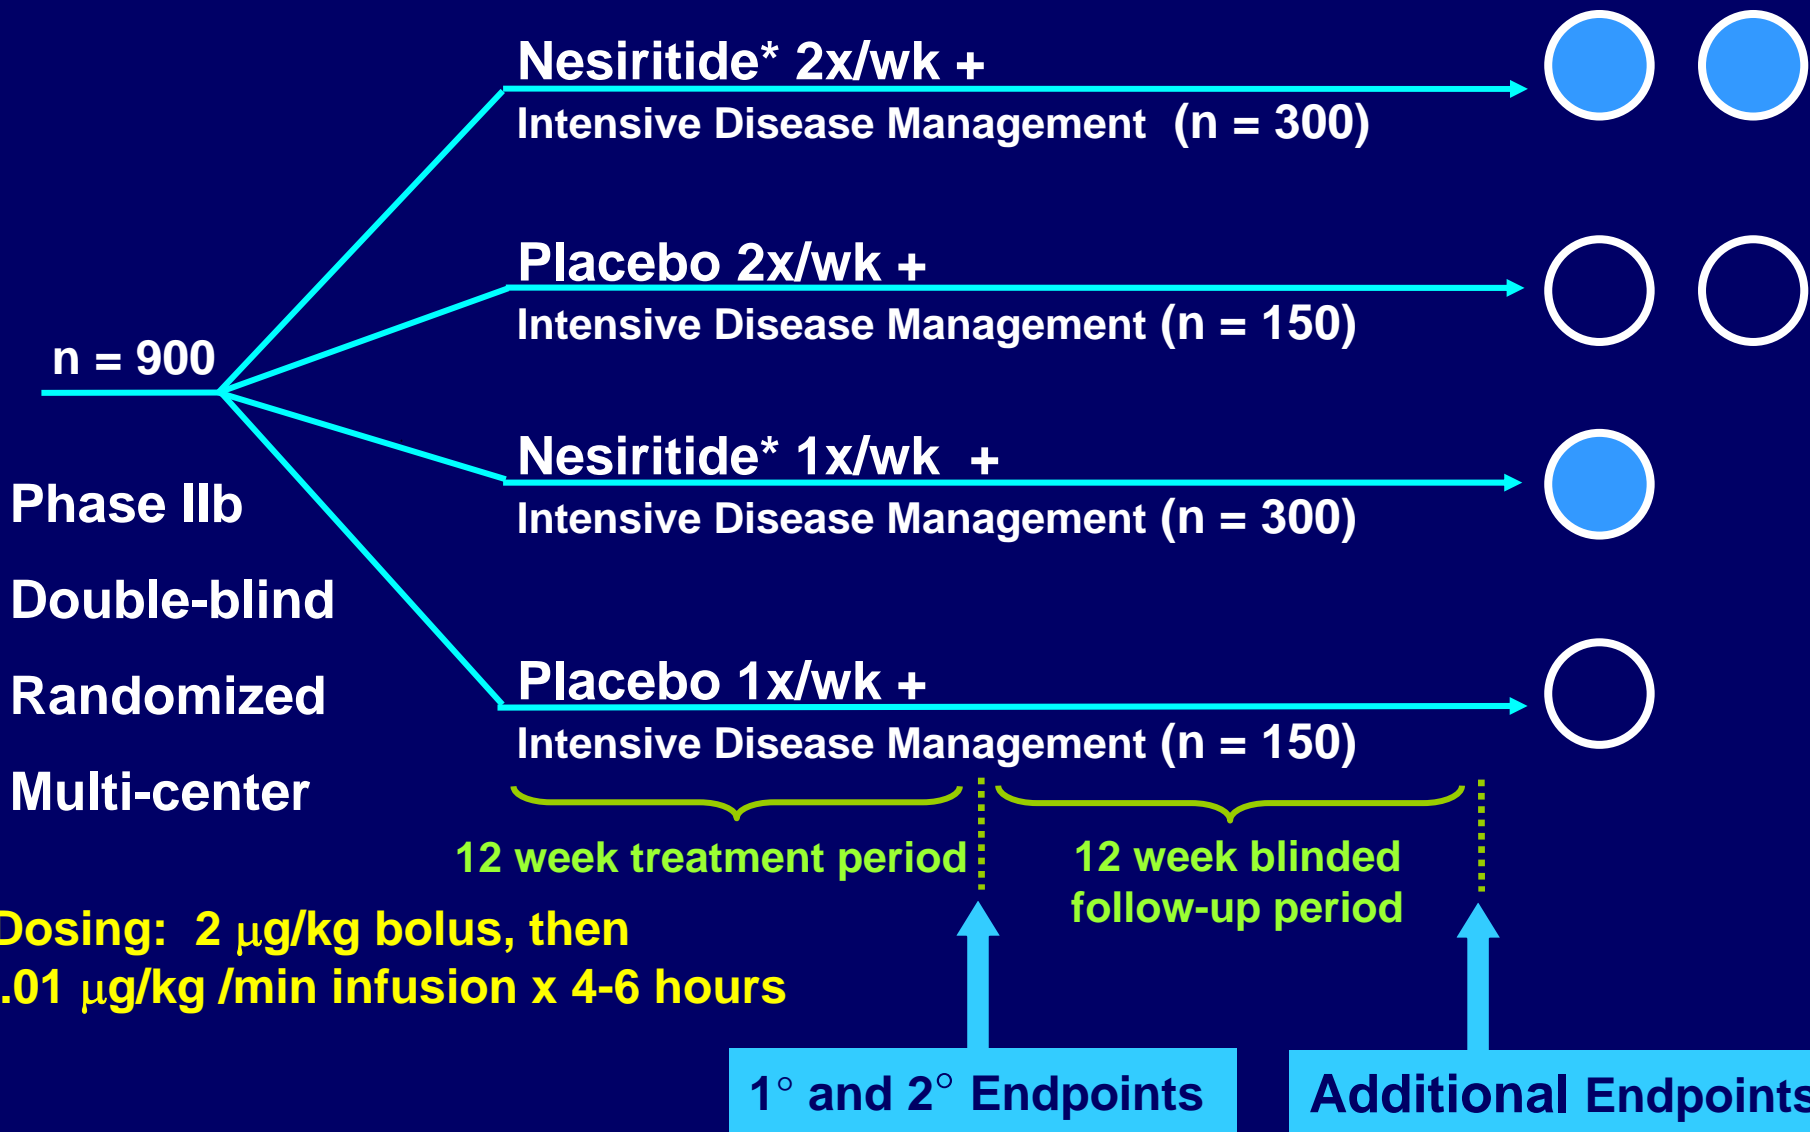 Nesiritide* 2x/wk +
Intensive Disease Management (n = 300)
Placebo 2x/wk +
Intensive Disease Management (n = 150)
n = 900
Nesiritide* 1x/wk +
Intensive Disease Management (n = 300)
Phase IIb
Double-blind
Randomized
Multi-center
Placebo 1x/wk +
Intensive Disease Management (n = 150)
12 week treatment period
12 week blinded
follow-up period
Dosing: 2 μg/kg bolus, then
.01 μg/kg /min infusion x 4-6 hours
1° and 2° Endpoints
Additional Endpoints